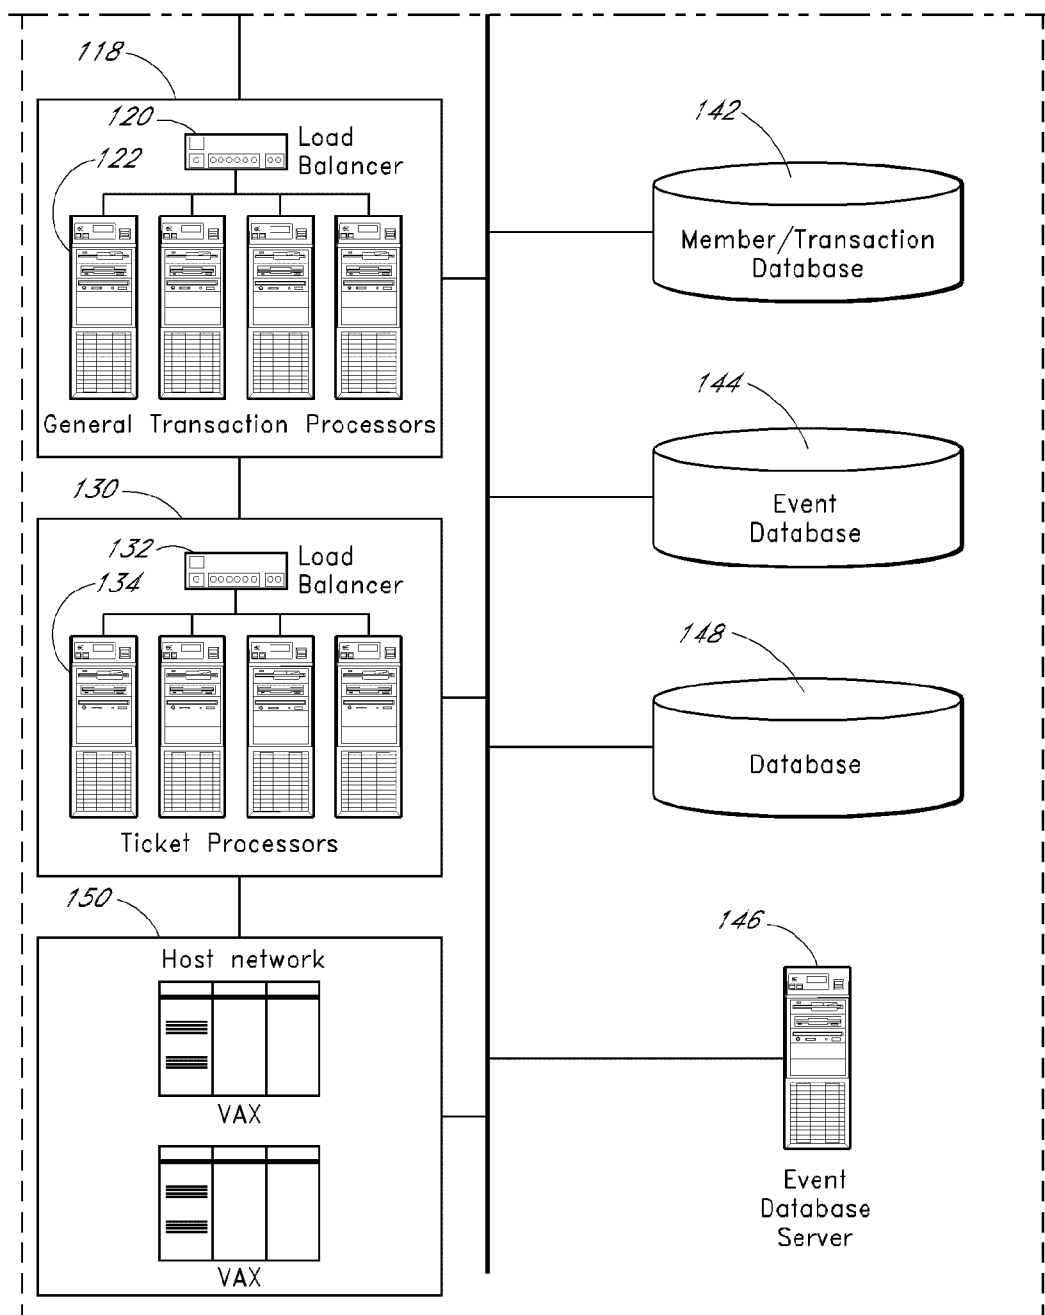 118
120
Load
Balancer
122
General Transaction Processors
130
132
Load
Balancer
134
Ticket Processors
150
Host network
VAX
VAX
142
Member/Transaction
Database
144
Event
Database
148
Database
146
Event
Database
Server